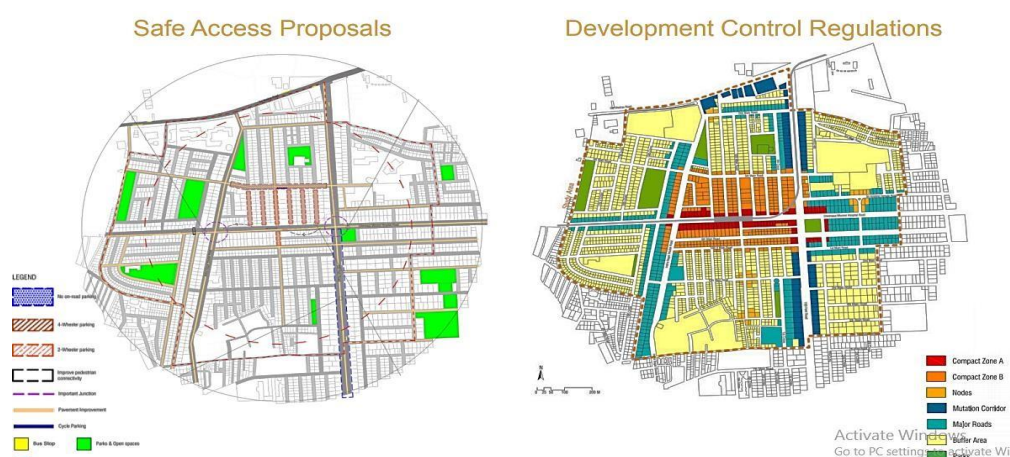 Safe Access Proposals
Development Control Regulations
LEGEND
No on-road parking
4-Wheeler parking
2-Wheeler parking
Improve pedestrian
connectivity
Important Junction
Pavement Improvement
Cycle Parking
Bus Stop
Parks & Open spaces
N
Compact Zone A
Compact Zone B
Nodes
Mutation Corridor
Major Roads
Buffer Area
Parks
Activate Windows
Go to PC settings to activate Wi